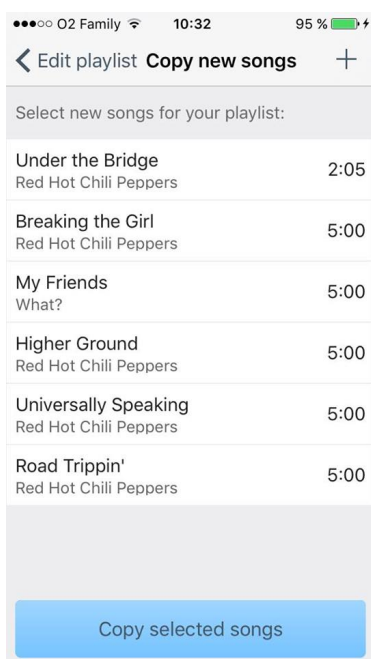 O2 Family 10:32 95 %
Edit playlist Copy new songs +
Select new songs for your playlist:
Under the Bridge 2:05
Red Hot Chili Peppers
Breaking the Girl 5:00
Red Hot Chili Peppers
My Friends 5:00
What?
Higher Ground 5:00
Red Hot Chili Peppers
Universally Speaking 5:00
Red Hot Chili Peppers
Road Trippin' 5:00
Red Hot Chili Peppers
Copy selected songs